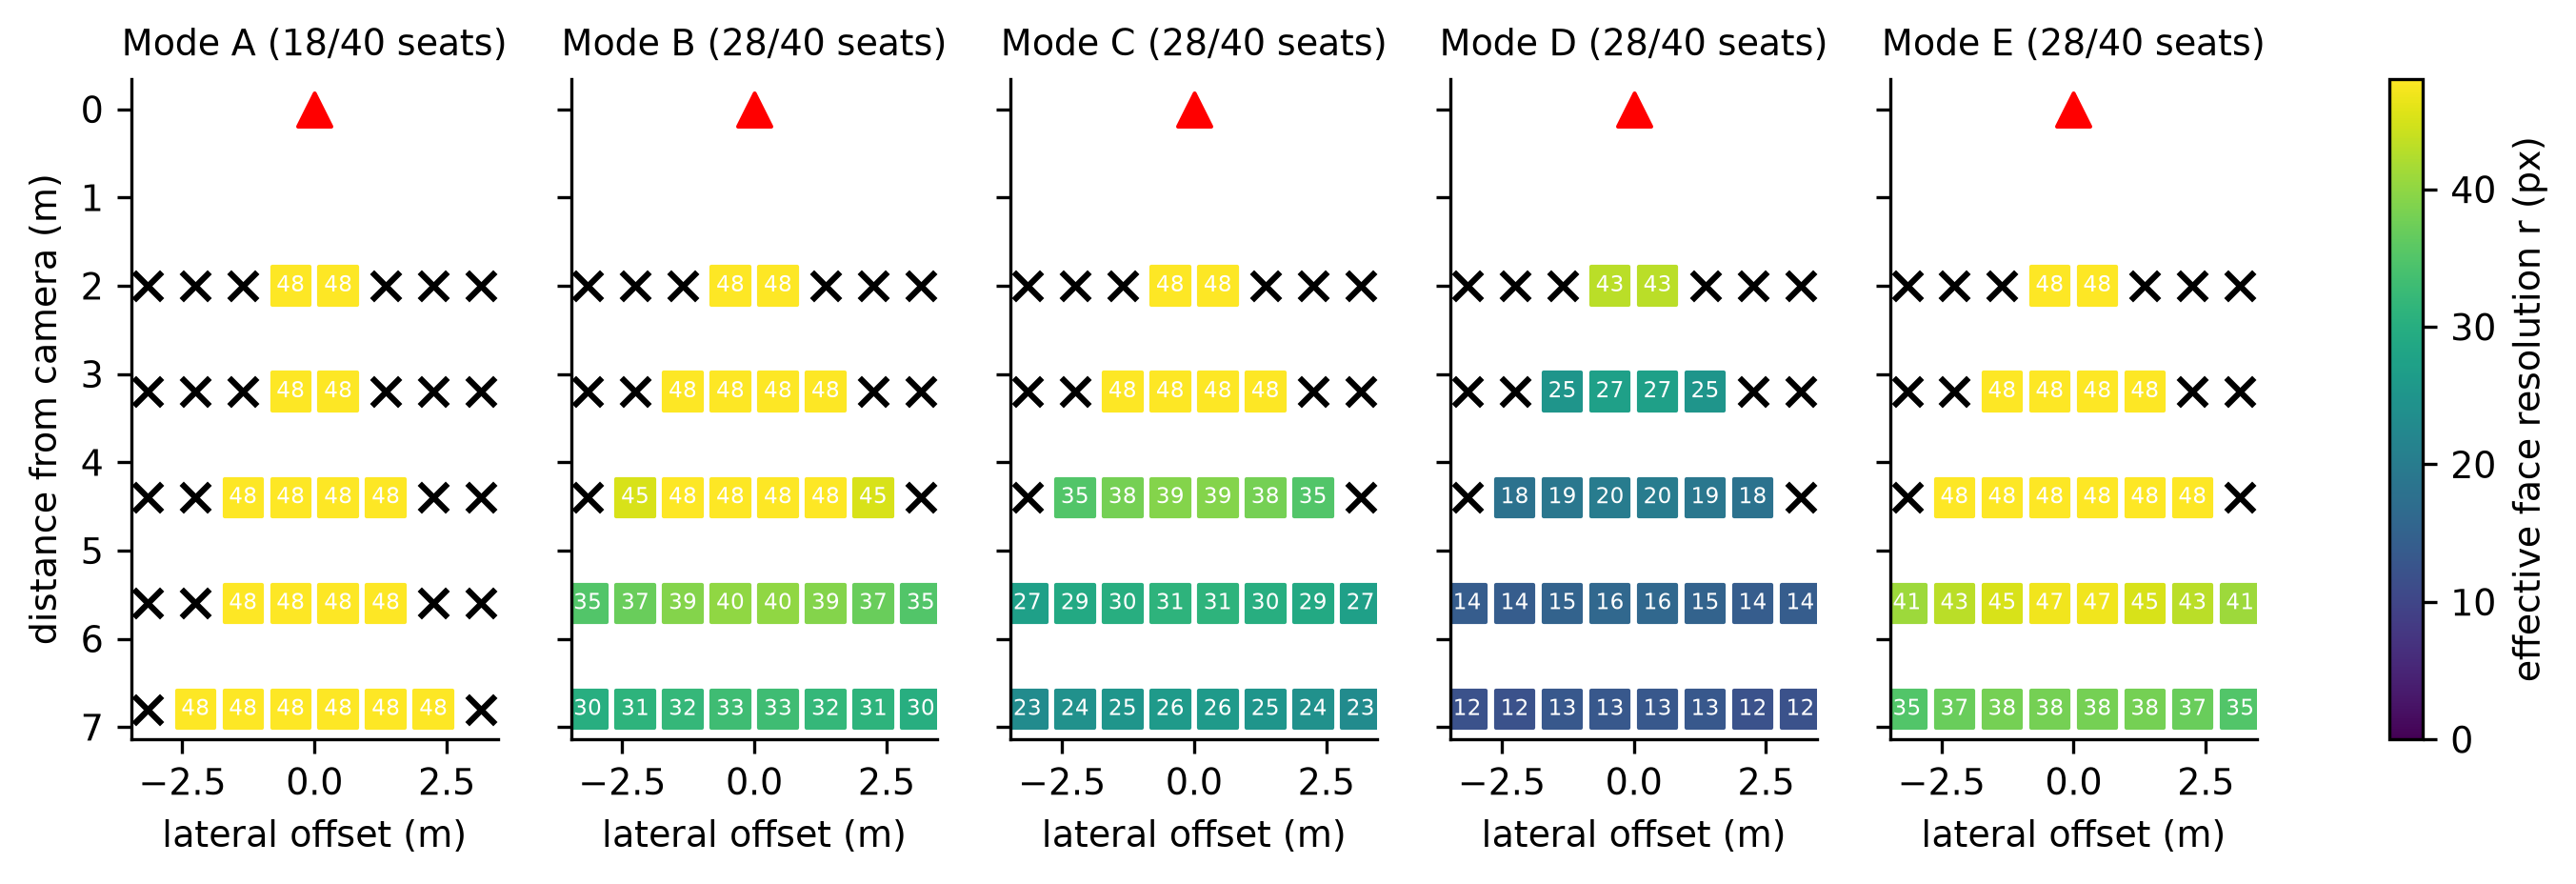 Mode A (18/40 seats) Mode B (28/40 seats) Mode C (28/40 seats) Mode D (28/40 seats) Mode E (28/40 seats)
distance from camera (m)
0
1
2
3
4
5
6
7
48 48 48 48 48 48 43 43 48 48
48 48 48 48 48 48 48 48 48 48 25 27 27 25 48 48 48 48
48 48 48 48 45 48 48 48 48 45 35 38 39 39 38 35 18 19 20 20 19 18 48 48 48 48 48 48
48 48 48 48 35 37 39 40 40 39 37 35 27 29 30 31 31 30 29 27 14 14 15 16 16 15 14 14 41 43 45 47 47 45 43 41
48 48 48 48 48 48 30 31 32 33 33 32 31 30 23 24 25 26 26 25 24 23 12 12 13 13 13 13 12 12 35 37 38 38 38 38 37 35
−2.5 0.0 2.5 −2.5 0.0 2.5 −2.5 0.0 2.5 −2.5 0.0 2.5 −2.5 0.0 2.5
lateral offset (m) lateral offset (m) lateral offset (m) lateral offset (m) lateral offset (m)
40
30
20
10
0
effective face resolution r (px)